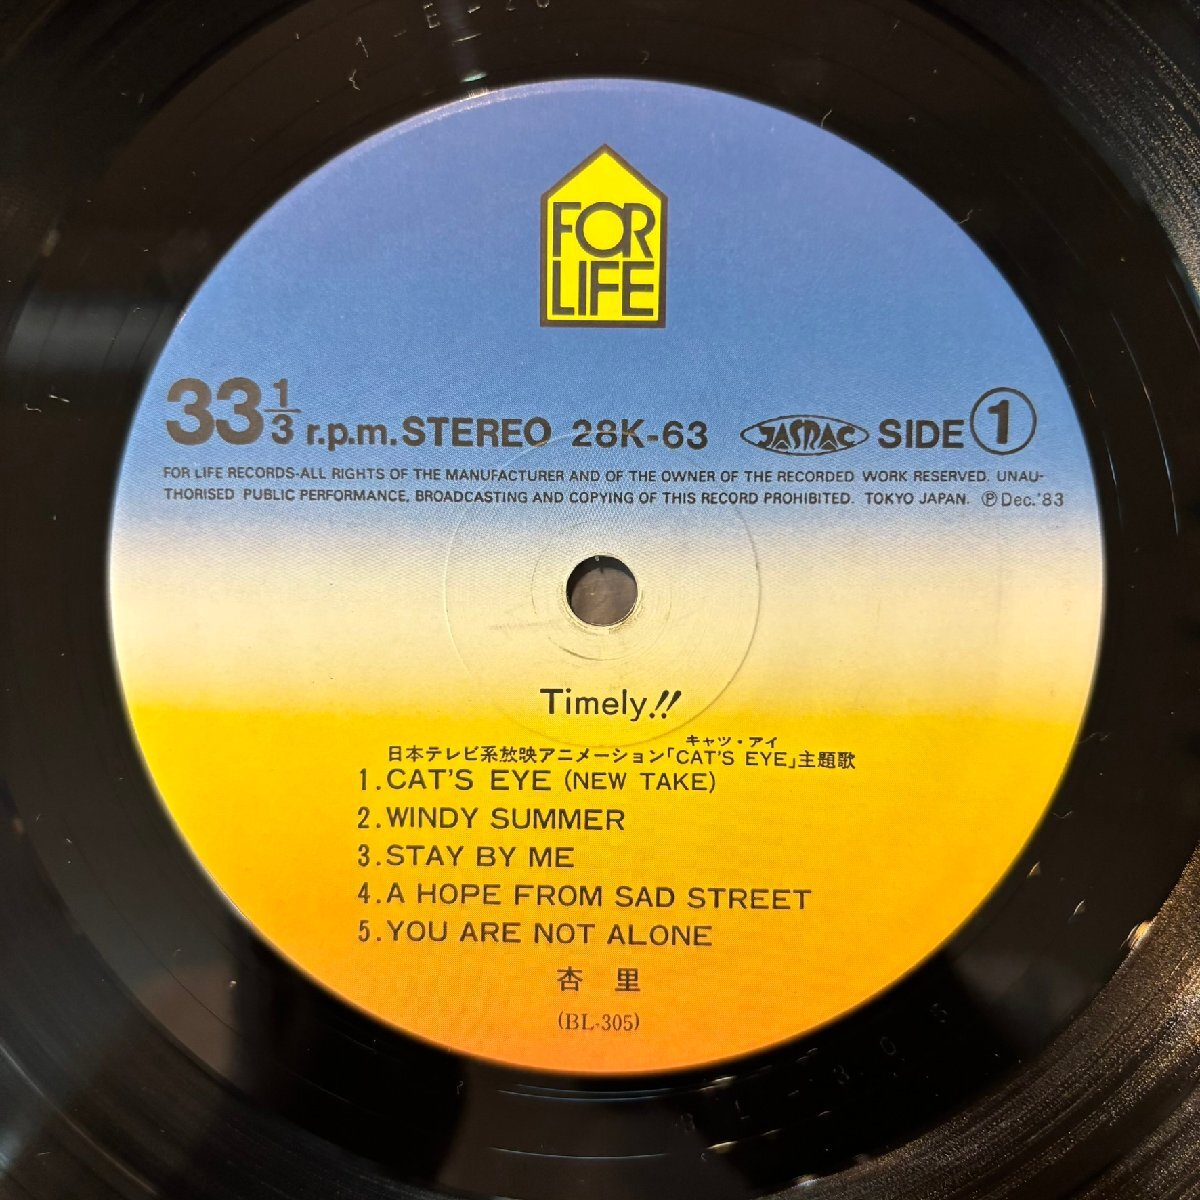 FOR
LIFE
33 1/3 r.p.m. STEREO 28K-63 JASRAC SIDE 1
FOR LIFE RECORDS-ALL RIGHTS OF THE MANUFACTURER AND OF THE OWNER OF THE RECORDED WORK RESERVED. UNAU-
THORISED PUBLIC PERFORMANCE, BROADCASTING AND COPYING OF THIS RECORD PROHIBITED. TOKYO JAPAN. ℗Dec.'83
Timely!!
キャッツ・アイ
日本テレビ系放映アニメーション「CAT'S EYE」主題歌
1.CAT'S EYE (NEW TAKE)
2.WINDY SUMMER
3.STAY BY ME
4.A HOPE FROM SAD STREET
5.YOU ARE NOT ALONE
杏里
(BL-305)